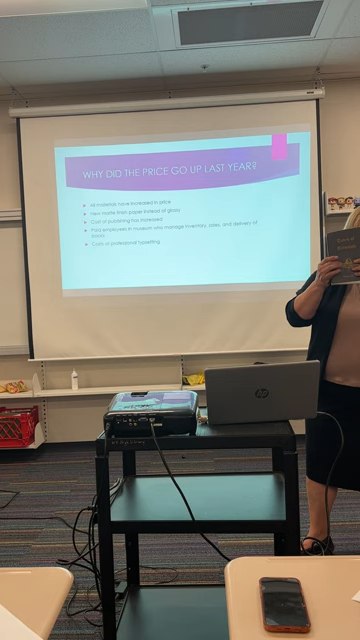 WHY DID THE PRICE GO UP LAST YEAR?
All materials have increased in price
New matte finish paper instead of glossy
Cost of publishing has increased
Paid employees in museum who manage inventory, sales, and delivery of
books
Costs of professional typesetting
hp